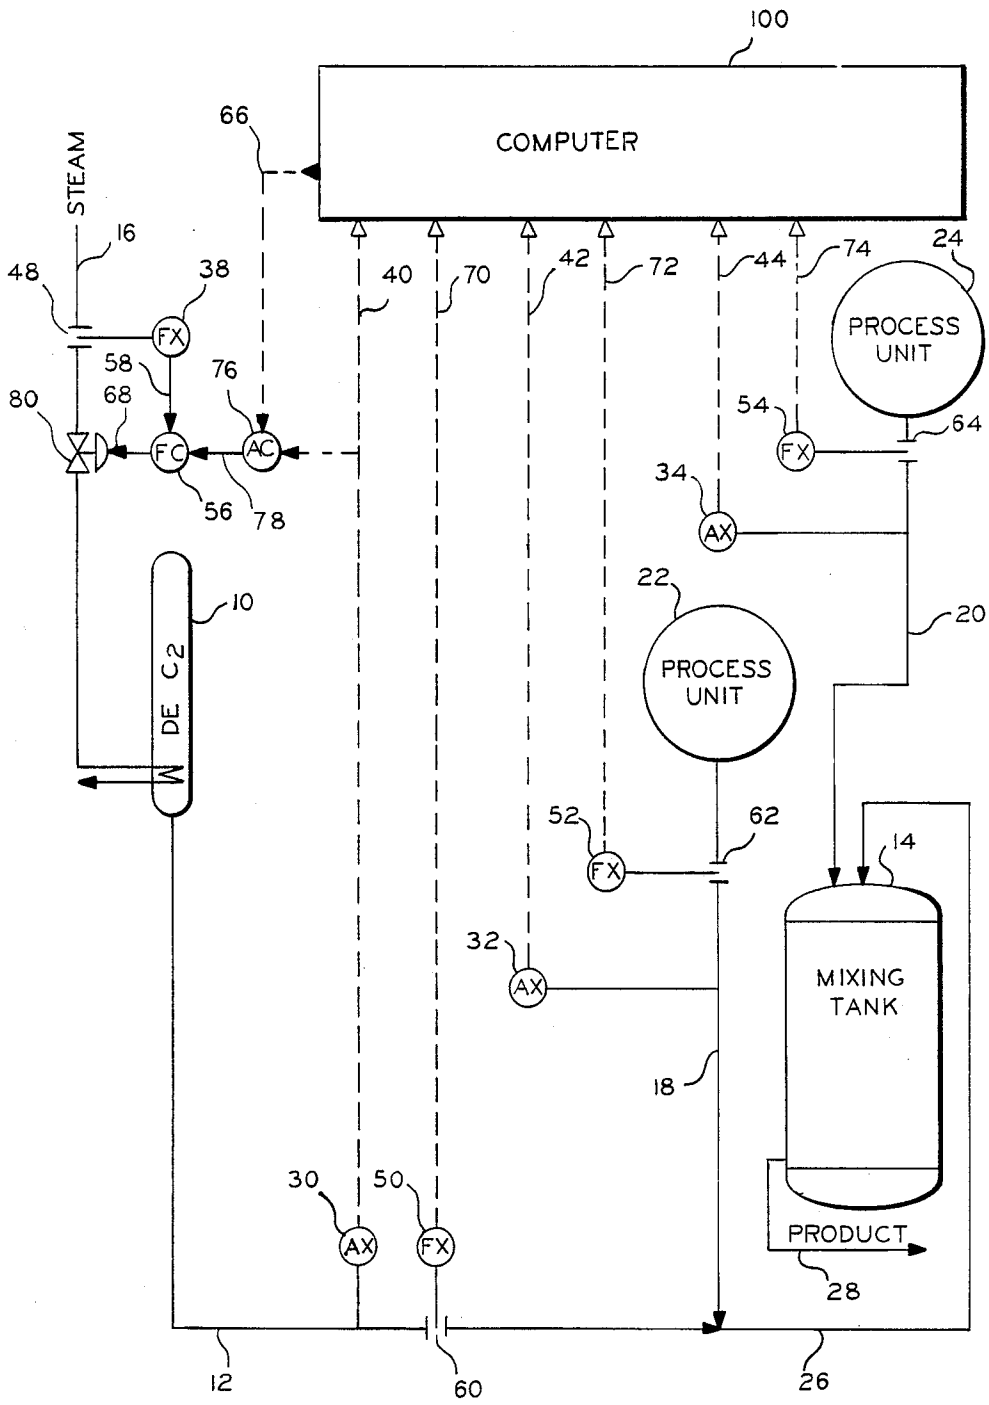 100
COMPUTER
66
STEAM
16
48
38
FX
58
76
80
68
FC
AC
56
78
40
70
42
72
44
74
24
PROCESS
UNIT
54
64
FX
34
AX
22
20
10
DE C2
PROCESS
UNIT
52
62
FX
14
32
AX
MIXING
TANK
18
30
50
AX
FX
PRODUCT
28
12
60
26